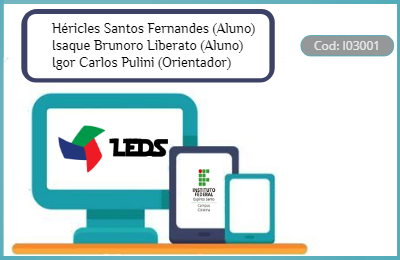 Héricles Santos Fernandes (Aluno)
Isaque Brunoro Liberato (Aluno)
Igor Carlos Pulini (Orientador)
Cod: I03001
LEDS
INSTITUTO
FEDERAL
Espírito Santo
Campus
Colatina